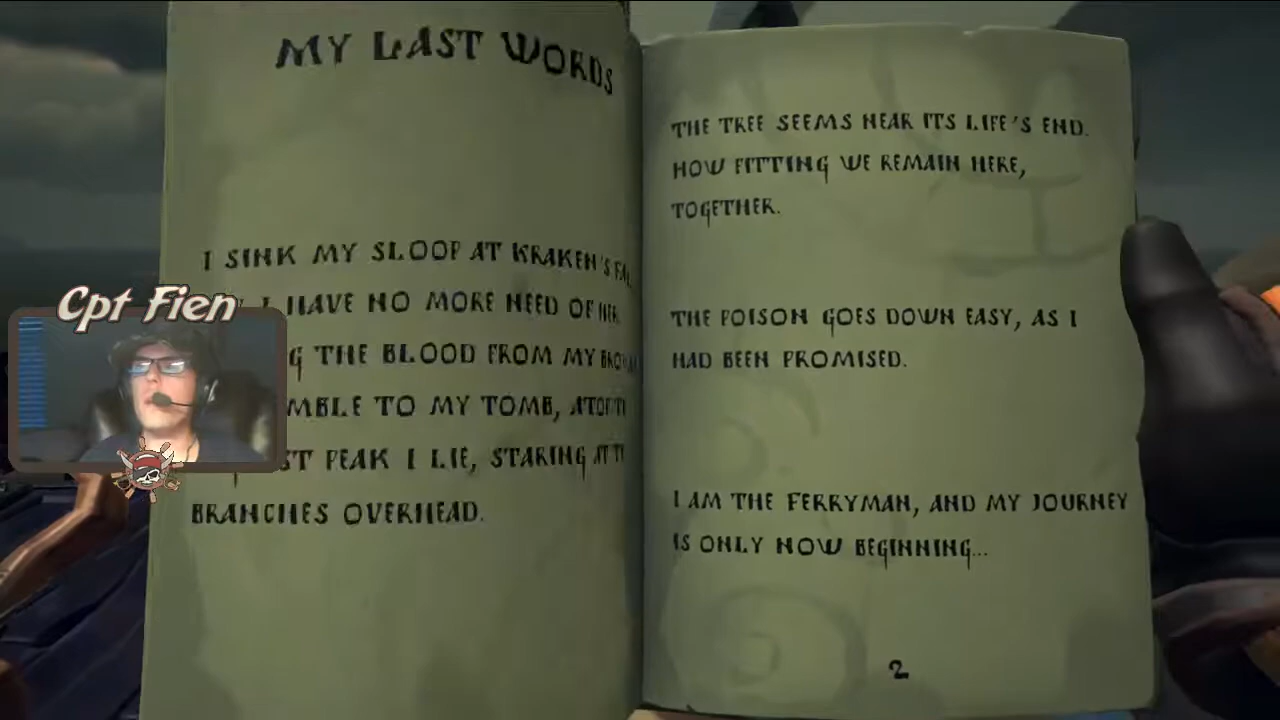 MY LAST WORDS
I SINK MY SLOOP AT KRAKEN'S
I HAVE NO MORE NEED OF HER
THE BLOOD FROM MY
TO MY TOMB, ATOP
PEAK I LIE, STARING AT
BRANCHES OVERHEAD.
THE TREE SEEMS NEAR ITS LIFE'S END.
HOW FITTING WE REMAIN HERE,
TOGETHER.
THE POISON GOES DOWN EASY, AS I
HAD BEEN PROMISED.
I AM THE FERRYMAN, AND MY JOURNEY
IS ONLY NOW BEGINNING...
2
Cpt Fien